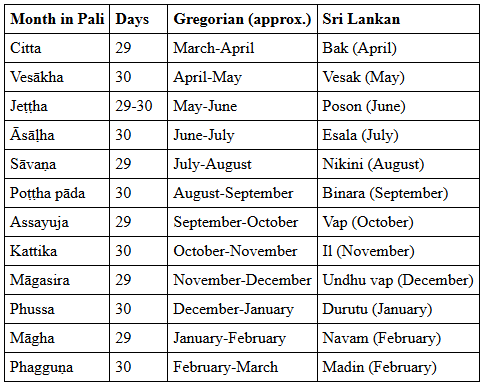 Month in Pali Days Gregorian (approx.) Sri Lankan
Citta 29 March-April Bak (April)
Vesākha 30 April-May Vesak (May)
Jeṭṭha 29-30 May-June Poson (June)
Āsāḷha 30 June-July Esala (July)
Sāvaṇa 29 July-August Nikini (August)
Poṭṭha pāda 30 August-September Binara (September)
Assayuja 29 September-October Vap (October)
Kattika 30 October-November Il (November)
Māgasira 29 November-December Undhu vap (December)
Phussa 30 December-January Durutu (January)
Māgha 29 January-February Navam (February)
Phagguṇa 30 February-March Madin (February)